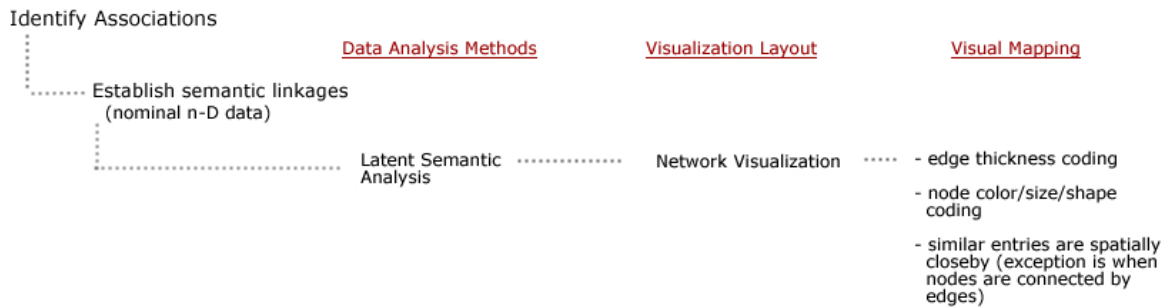 Identify Associations
Data Analysis Methods
Visualization Layout
Visual Mapping
Establish semantic linkages
(nominal n-D data)
Latent Semantic
Analysis
Network Visualization
- edge thickness coding
- node color/size/shape
coding
- similar entries are spatially
closeby (exception is when
nodes are connected by
edges)